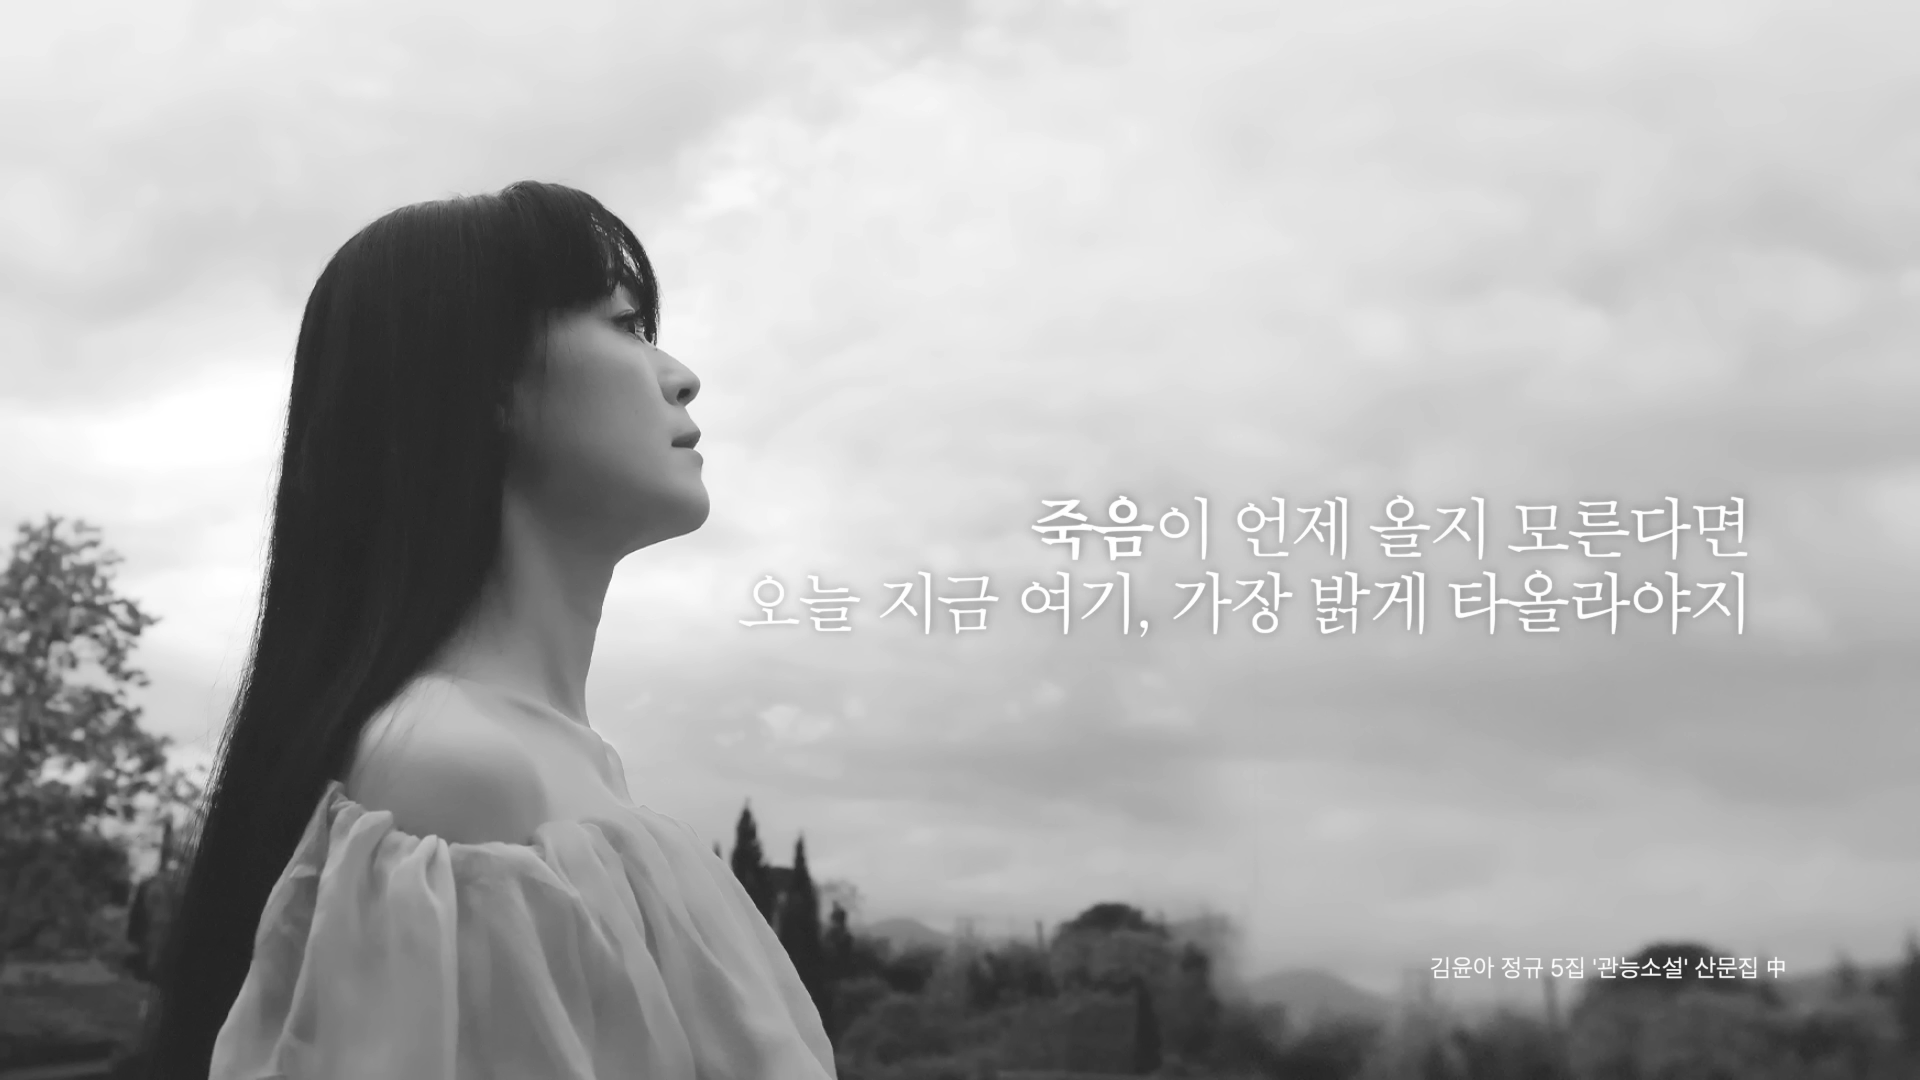 죽음이 언제 올지 모른다면
오늘 지금 여기, 가장 밝게 타올라야지
김윤아 정규 5집 '관능소설' 산문집 中